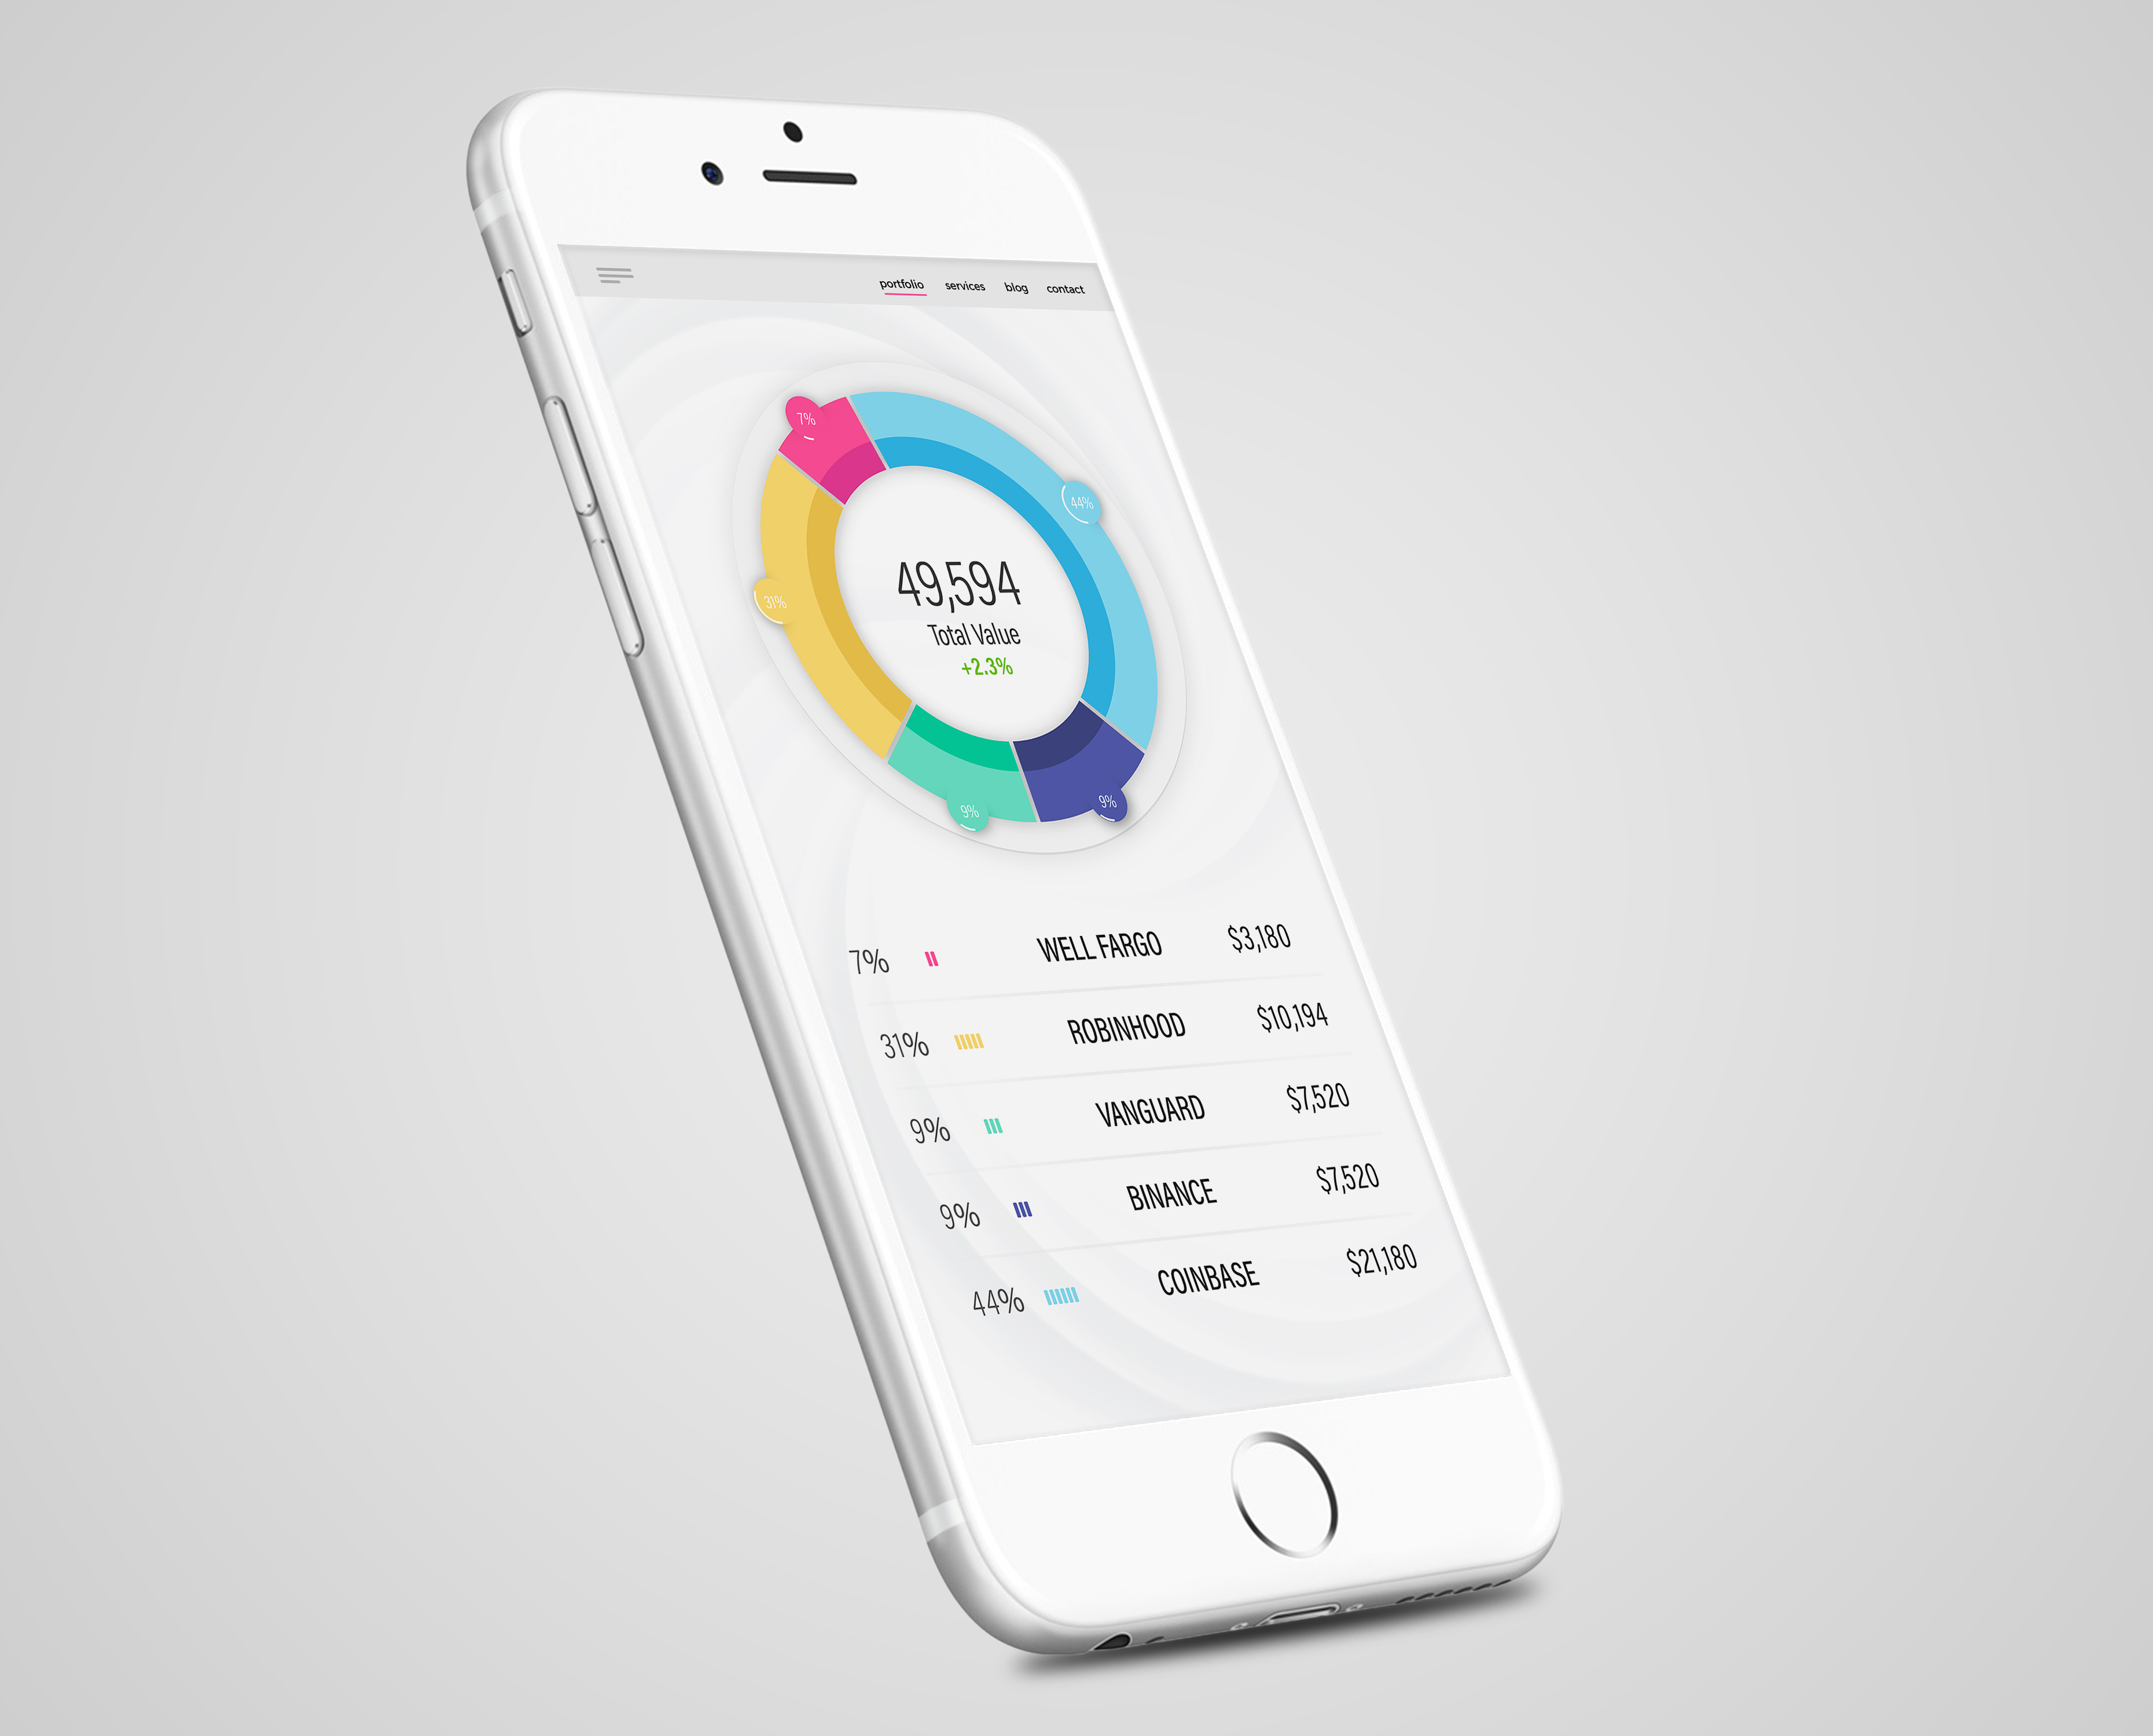 portfolio services blog contact
7%
44%
49,594
Total Value
+2.3%
31%
9%
9%
7% WELL FARGO $3,180
31% ROBINHOOD $10,194
9% VANGUARD $7,520
9% BINANCE $7,520
44% COINBASE $21,180